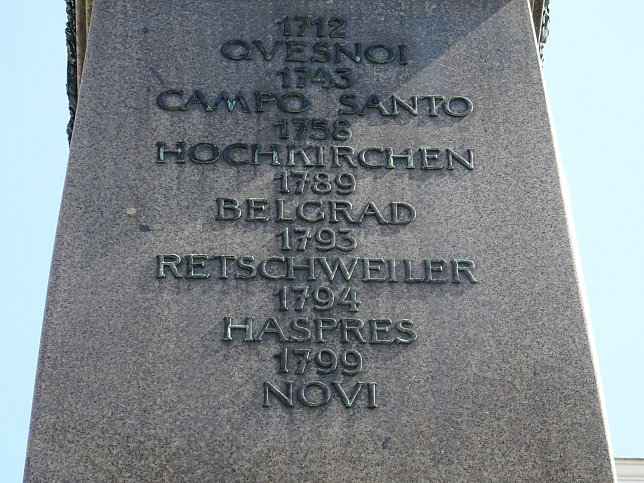 1712
QVESNOI
1743
CAMPO SANTO
1758
HOCHKIRCHEN
1789
BELGRAD
1793
RETSCHWEILER
1794
HASPRES
1799
NOVI